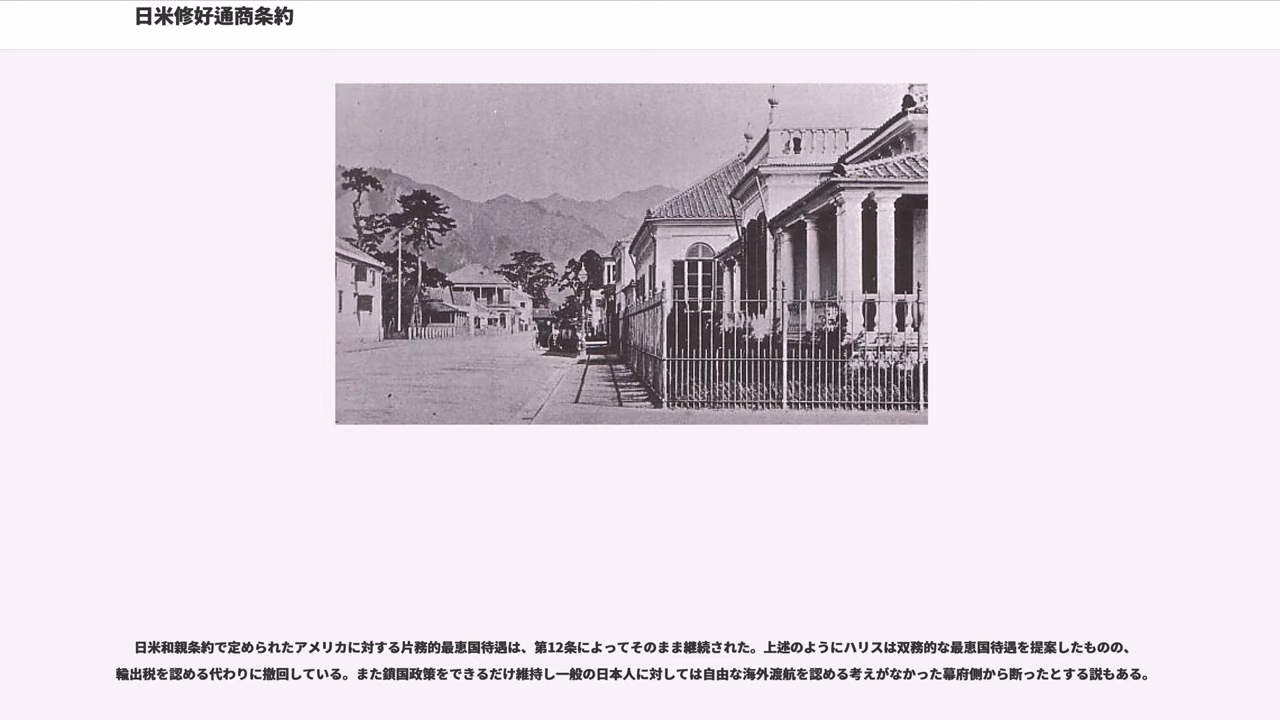 日米修好通商条約
日米和親条約で定められたアメリカに対する片務的最恵国待遇は、第12条によってそのまま継続された。上述のようにハリスは双務的な最恵国待遇を提案したものの、
輸出税を認める代わりに撤回している。また鎖国政策をできるだけ維持し一般の日本人に対しては自由な海外渡航を認める考えがなかった幕府側から断ったとする説もある。